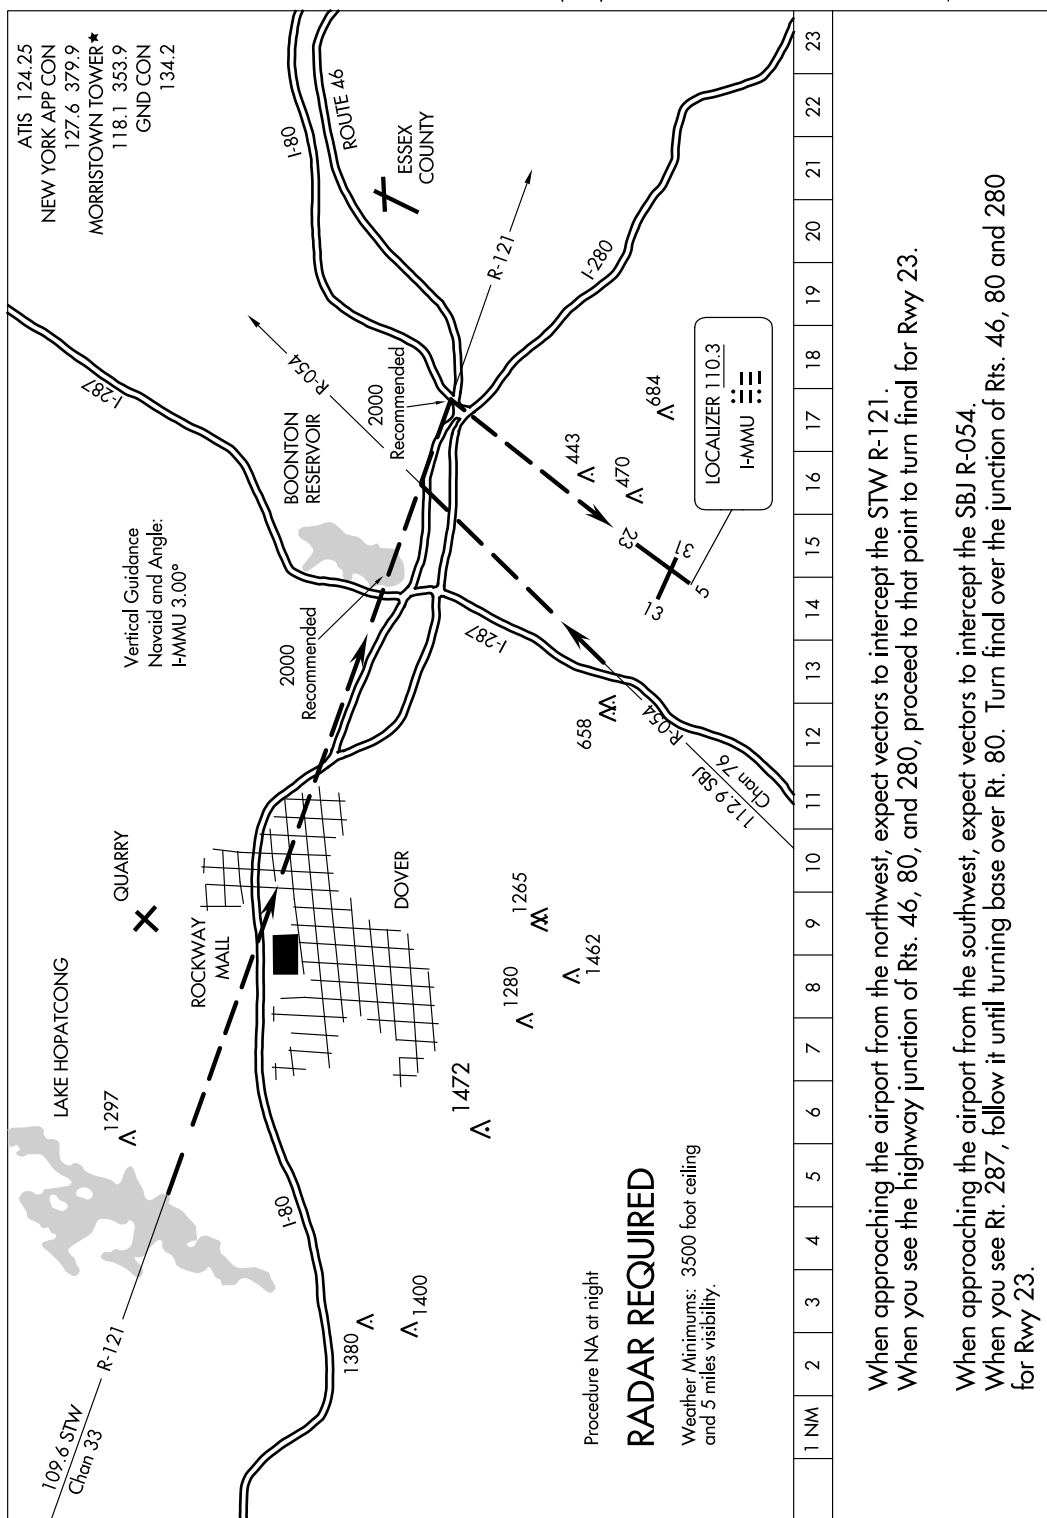 ATIS 124.25
NEW YORK APP CON
127.6 379.9
MORRISTOWN TOWER★
118.1 353.9
GND CON
134.2
109.6 STW
Chan 33
R-121
LAKE HOPATCONG
1297
QUARRY
ROCKWAY
MALL
DOVER
I-80
1380
1400
1472
1280
1462
1265
Vertical Guidance
Navaid and Angle:
I-MMU 3.00°
2000
Recommended
BOONTON
RESERVOIR
I-287
R-054
2000
Recommended
I-80
ROUTE 46
ESSEX
COUNTY
R-121
I-280
I-287
658
R-054
112.9 SBJ
Chan 76
443
470
684
23
31
13
5
LOCALIZER 110.3
I-MMU
Procedure NA at night
RADAR REQUIRED
Weather Minimums: 3500 foot ceiling
and 5 miles visibility.
1 NM 2 3 4 5 6 7 8 9 10 11 12 13 14 15 16 17 18 19 20 21 22 23
When approaching the airport from the northwest, expect vectors to intercept the STW R-121.
When you see the highway junction of Rts. 46, 80, and 280, proceed to that point to turn final for Rwy 23.
When approaching the airport from the southwest, expect vectors to intercept the SBJ R-054.
When you see Rt. 287, follow it until turning base over Rt. 80. Turn final over the junction of Rts. 46, 80 and 280
for Rwy 23.